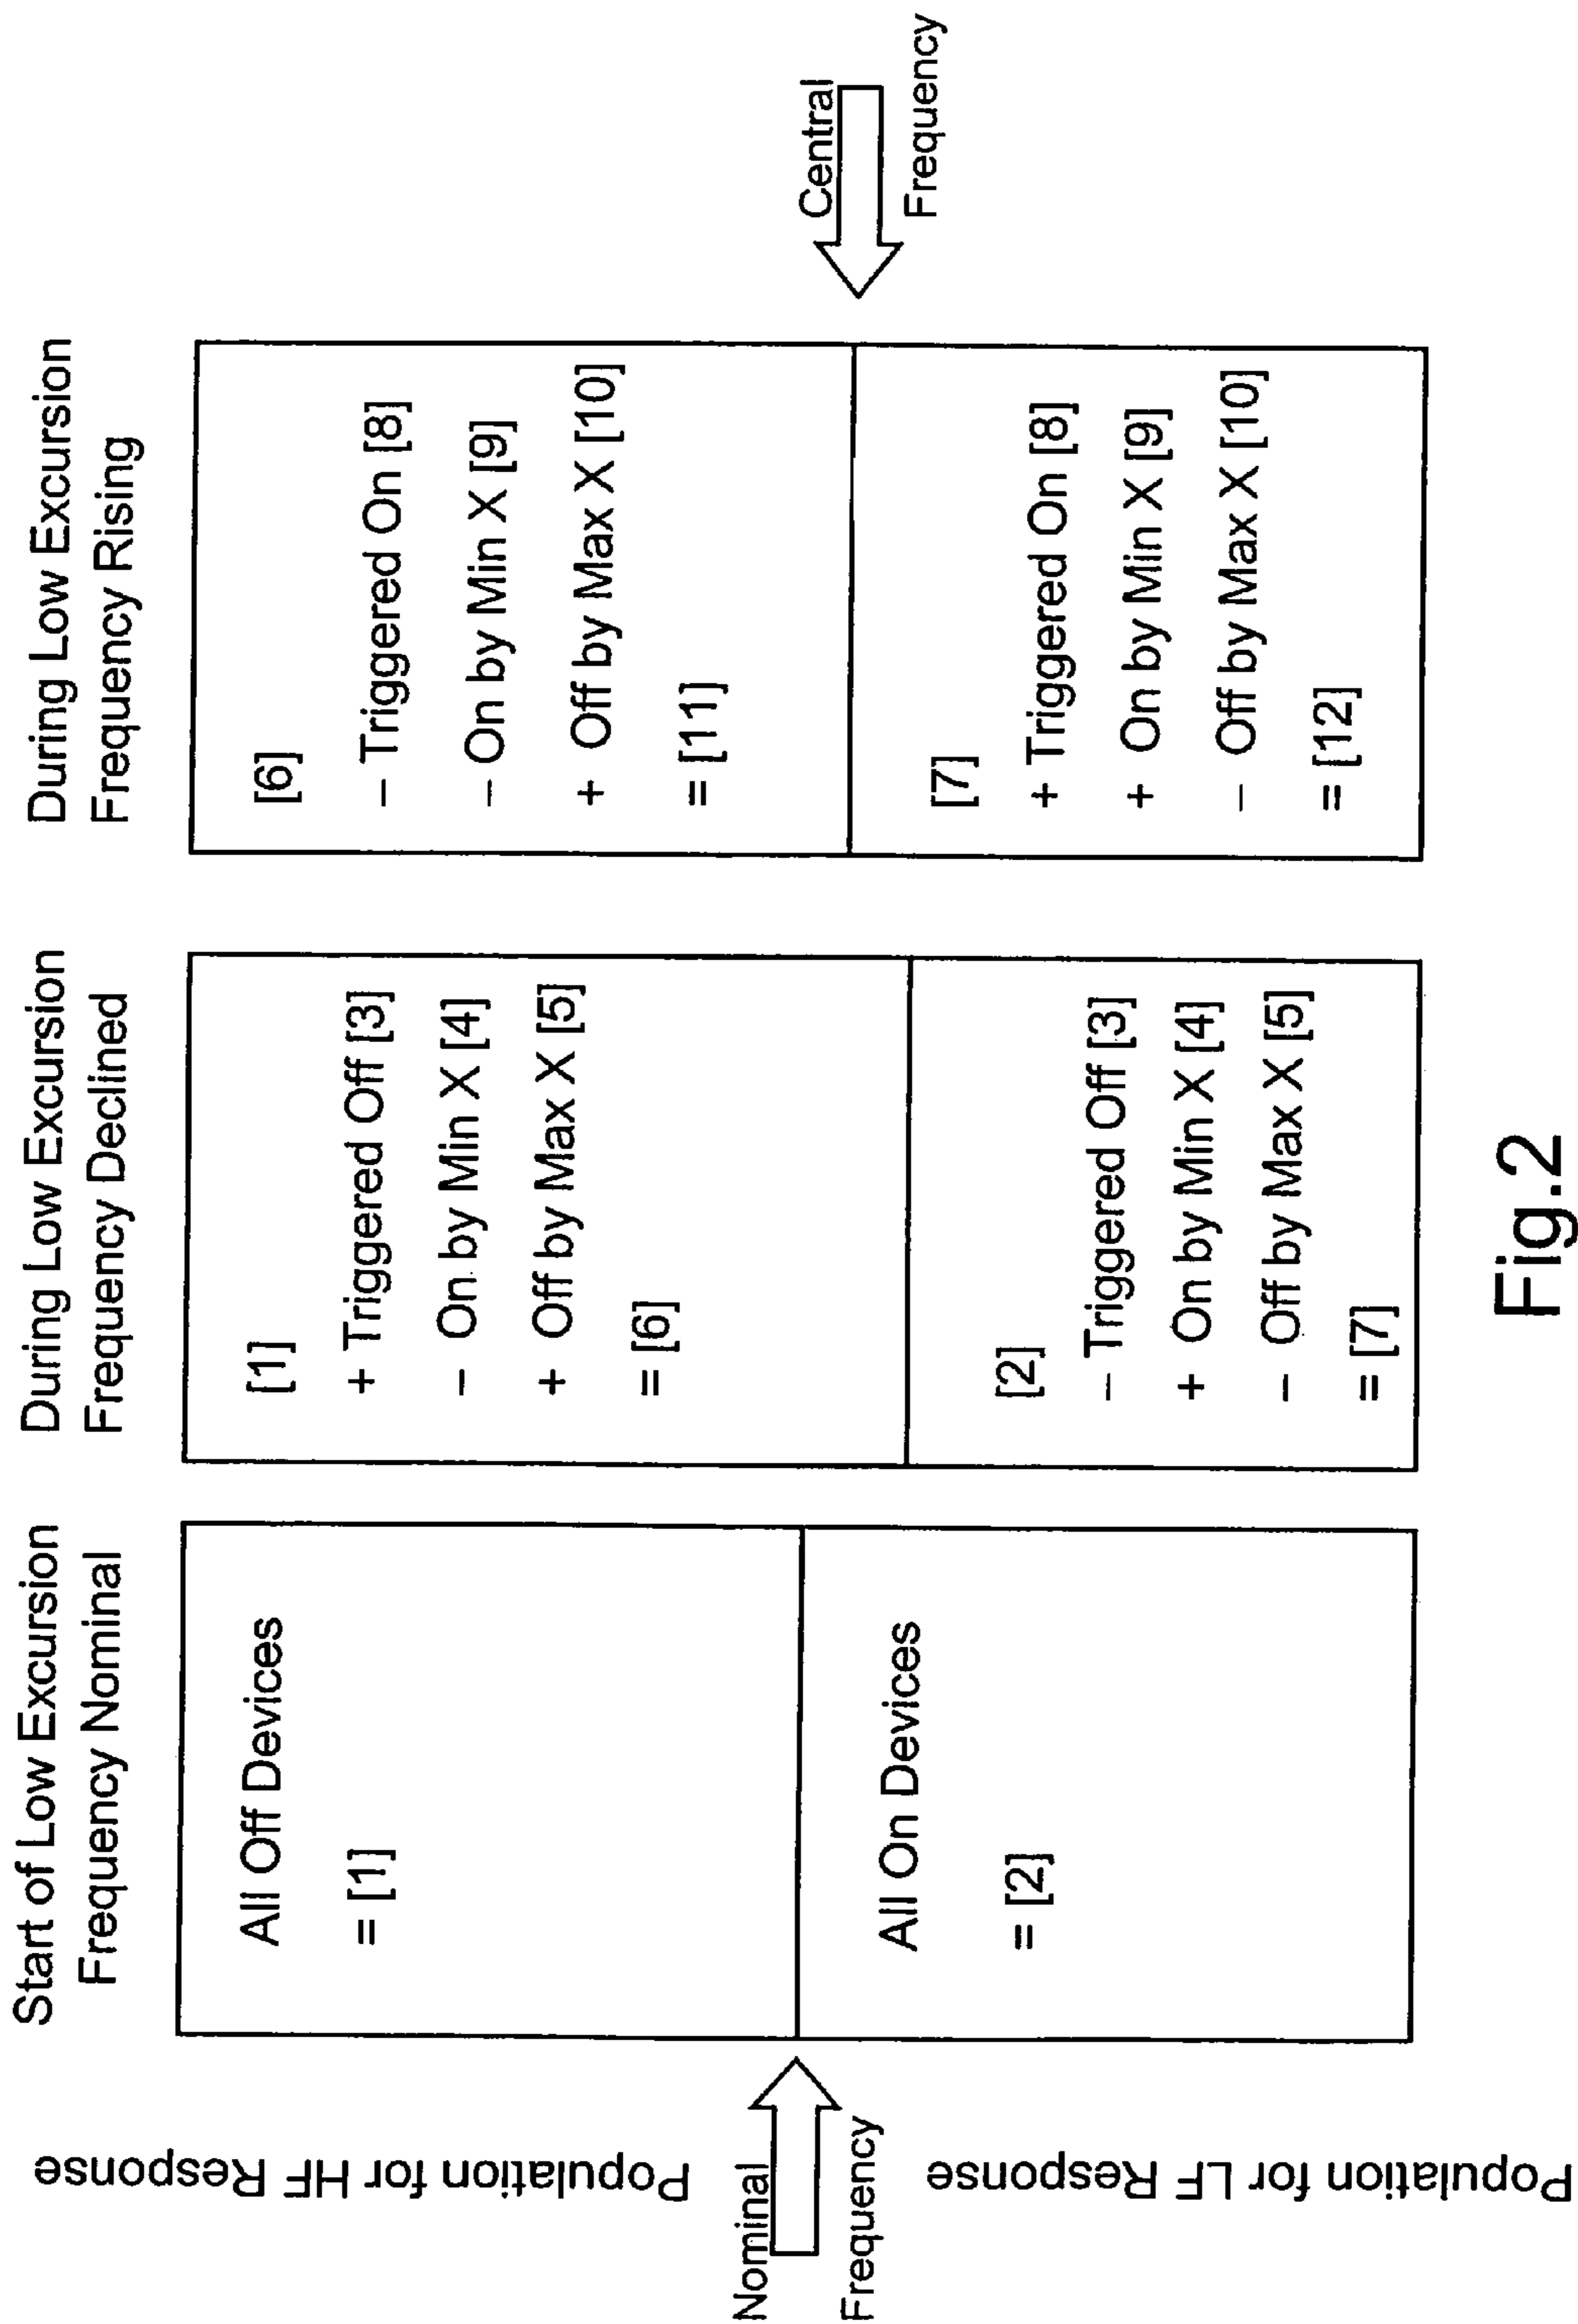 Start of Low Excursion
Frequency Nominal
During Low Excursion
Frequency Declined
During Low Excursion
Frequency Rising
Population for HF Response
All Off Devices
= [1]
[1]
+ Triggered Off [3]
− On by Min X [4]
+ Off by Max X [5]
= [6]
[6]
− Triggered On [8]
− On by Min X [9]
+ Off by Max X [10]
= [11]
Nominal
Frequency
Central
Frequency
Population for LF Response
All On Devices
= [2]
[2]
− Triggered Off [3]
+ On by Min X [4]
− Off by Max X [5]
= [7]
[7]
+ Triggered On [8]
+ On by Min X [9]
− Off by Max X [10]
= [12]
Fig.2